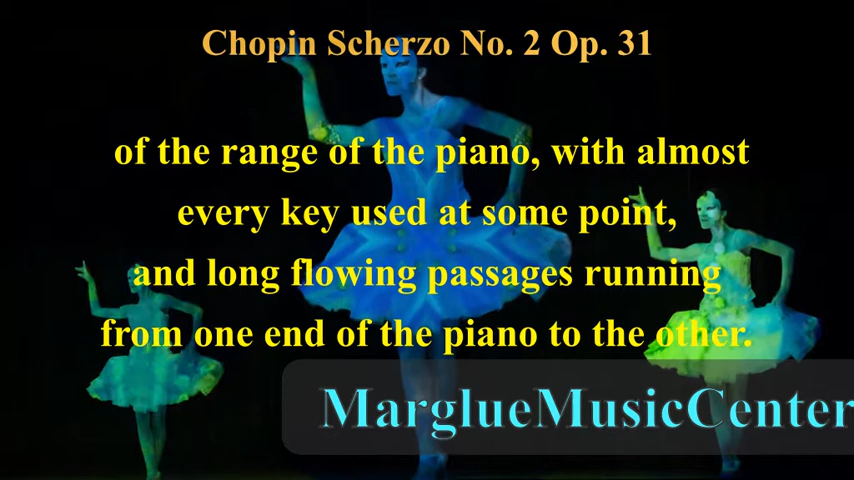 Chopin Scherzo No. 2 Op. 31
of the range of the piano, with almost
every key used at some point,
and long flowing passages running
from one end of the piano to the other.
MarglueMusicCenter